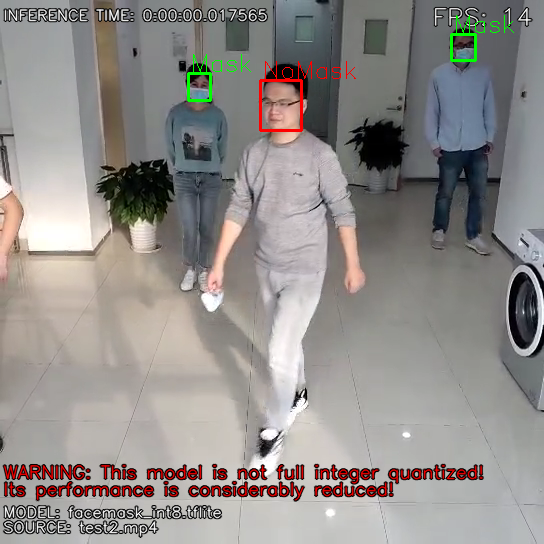 INFERENCE TIME: 0:00:00.017565
FPS: 14
Mask
Mask
NoMask
WARNING: This model is not full integer quantized!
Its performance is considerably reduced!
MODEL: facemask_int8.tflite
SOURCE: test2.mp4